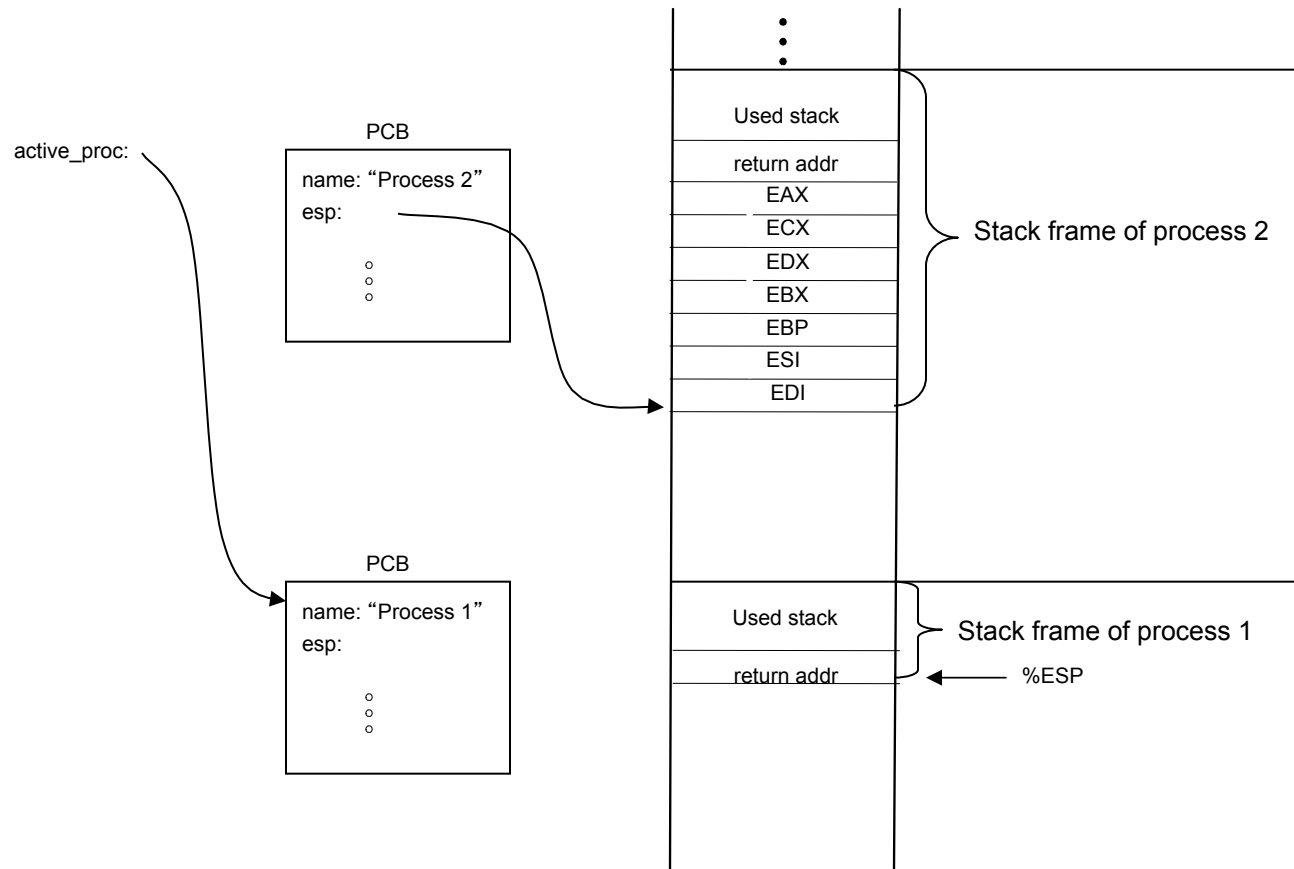 active_proc:
PCB
name: “Process 2”
esp:
Used stack
return addr
EAX
ECX
EDX
EBX
EBP
ESI
EDI
Stack frame of process 2
PCB
name: “Process 1”
esp:
Used stack
return addr
Stack frame of process 1
%ESP